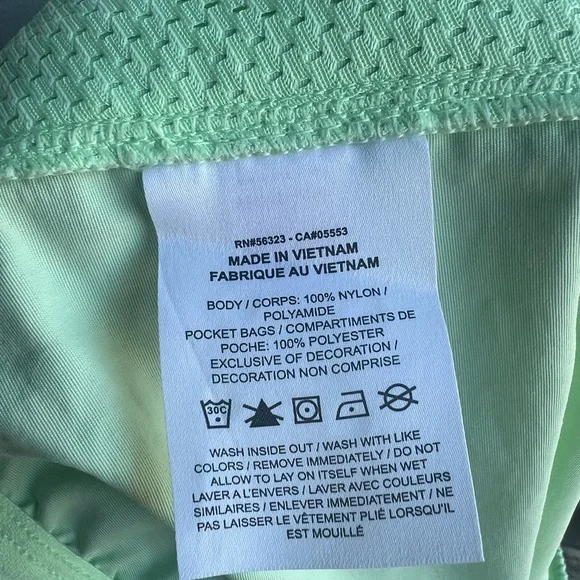 RN#56323 - CA#05553
MADE IN VIETNAM
FABRIQUE AU VIETNAM
BODY / CORPS: 100% NYLON /
POLYAMIDE
POCKET BAGS / COMPARTIMENTS DE
POCHE: 100% POLYESTER
EXCLUSIVE OF DECORATION /
DECORATION NON COMPRISE
30C
WASH INSIDE OUT / WASH WITH LIKE
COLORS / REMOVE IMMEDIATELY / DO NOT
ALLOW TO LAY ON ITSELF WHEN WET
LAVER A L'ENVERS / LAVER AVEC COULEURS
SIMILAIRES / ENLEVER IMMEDIATEMENT / NE
PAS LAISSER LE VÊTEMENT PLIÉ LORSQU'IL
EST MOUILLÉ